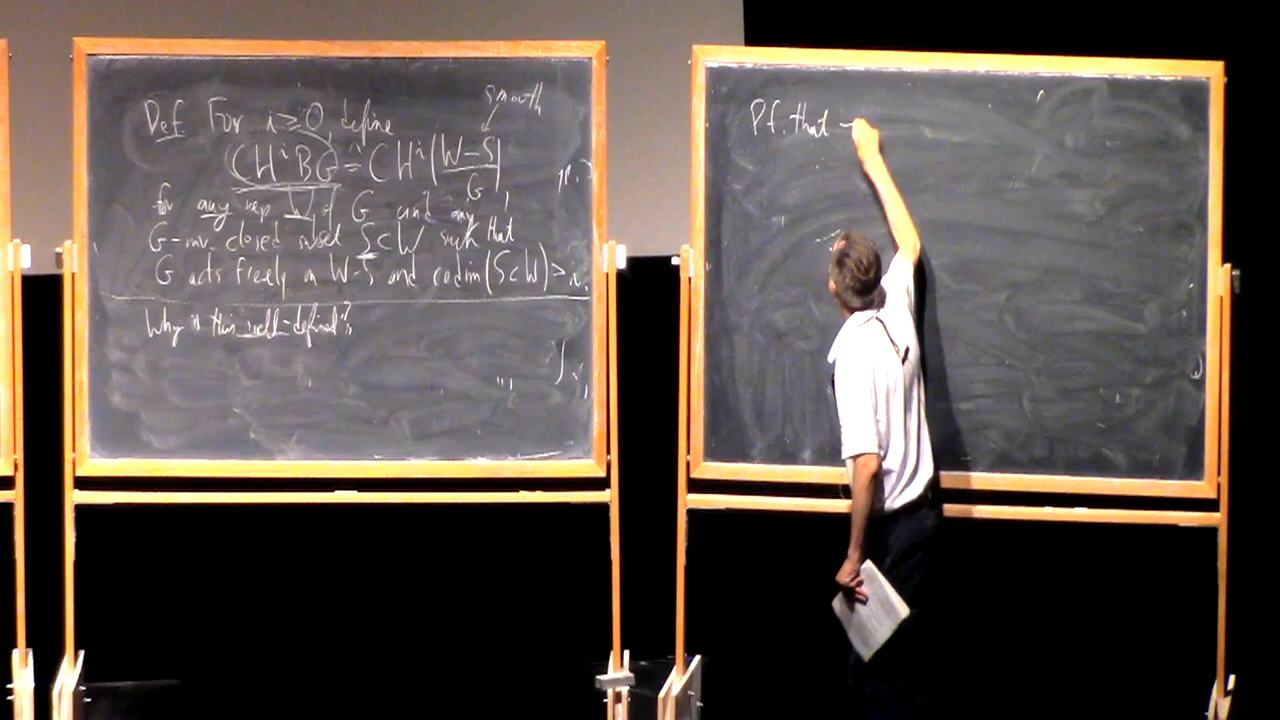 smooth
Def For i ≥ 0 define
CH^i BG = CH^i((W-S)/G)
for any rep W of G and any
G-inv. closed subset S ⊂ W such that
G acts freely on W-S and codim(S⊂W) > i.
Why is this well-defined?
Pf. that